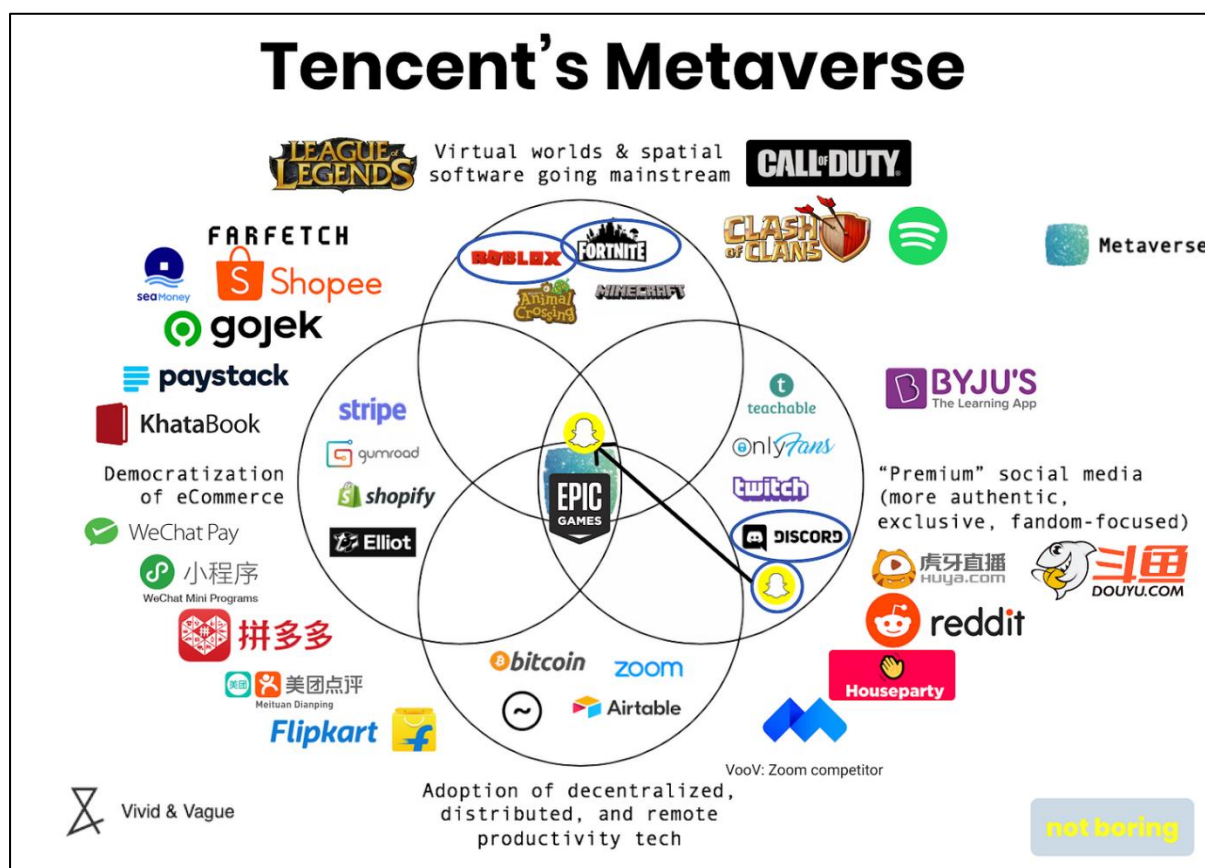 Tencent's Metaverse
LEAGUE of
LEGENDS
Virtual worlds & spatial
software going mainstream
CALL OF DUTY®
FARFETCH
ROBLOX
FORTNITE
CLASH
OF CLANS
Metaverse
seaMoney
Shopee
Animal
Crossing
MINECRAFT
gojek
paystack
stripe
teachable
BYJU'S
The Learning App
KhataBook
gumroad
OnlyFans
Democratization
of eCommerce
shopify
EPIC
GAMES
twitch
"Premium" social media
(more authentic,
exclusive, fandom-focused)
WeChat Pay
Elliot
DISCORD
小程序
WeChat Mini Programs
虎牙直播
HUYA.com
斗鱼
DOUYU.COM
拼多多
bitcoin
zoom
reddit
美团
美团点评
Meituan Dianping
~
Airtable
Houseparty
Flipkart
VooV: Zoom competitor
Adoption of decentralized,
distributed, and remote
productivity tech
Vivid & Vague
not boring